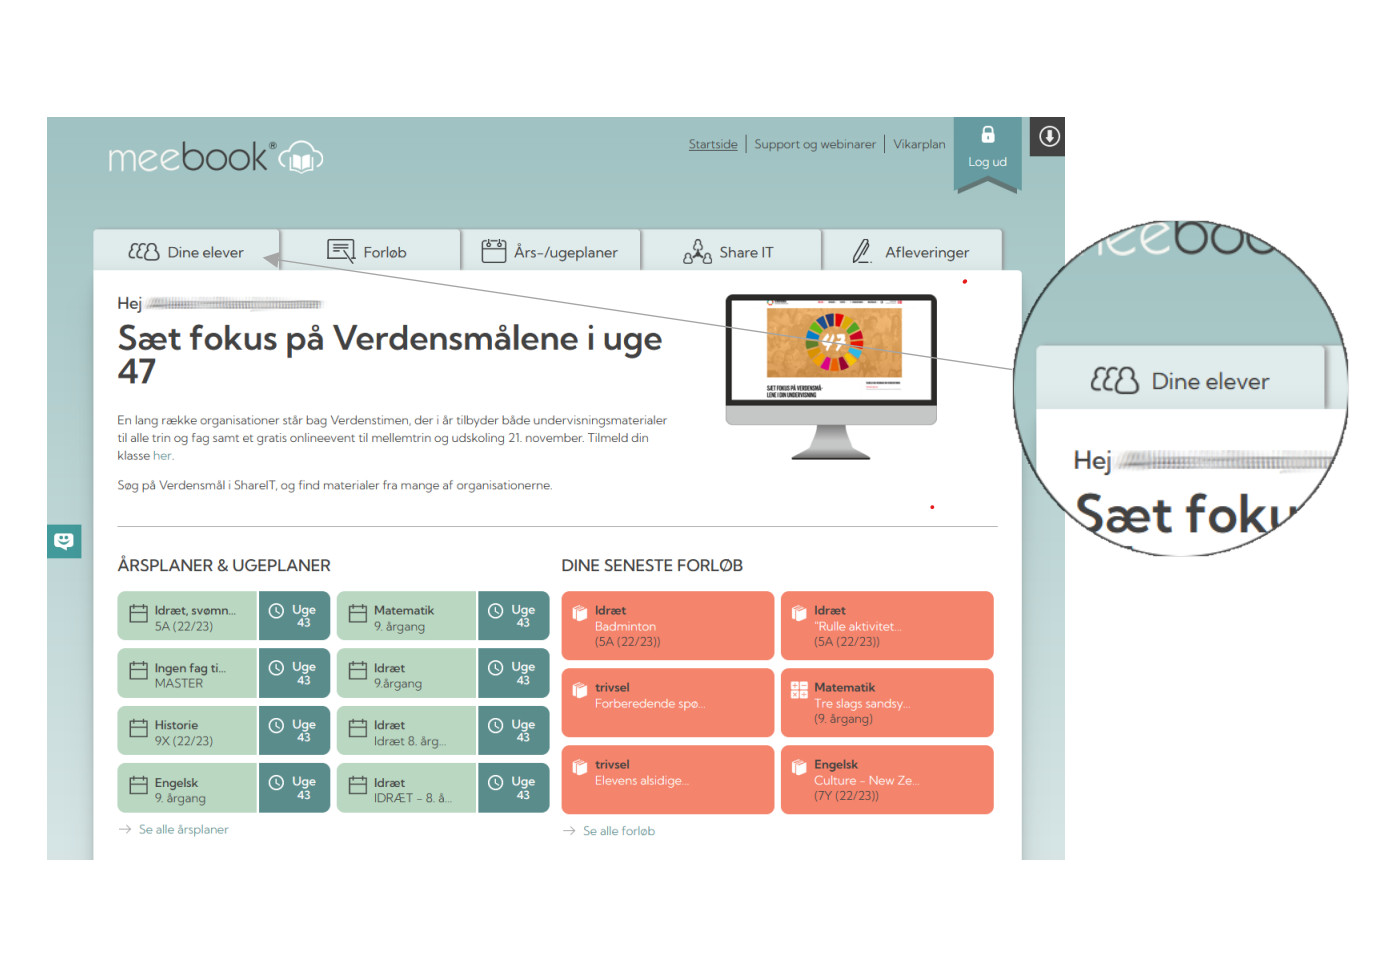 meebook®
Startside
Support og webinarer
Vikarplan
Log ud
Dine elever
Forløb
Års-/ugeplaner
Share IT
Afleveringer
Hej
Sæt fokus på Verdensmålene i uge
47
En lang række organisationer står bag Verdenstimen, der i år tilbyder både undervisningsmaterialer
til alle trin og fag samt et gratis onlineevent til mellemtrin og udskoling 21. november. Tilmeld din
klasse her.
Søg på Verdensmål i ShareIT, og find materialer fra mange af organisationerne.
47
SÆT FOKUS PÅ VERDENSMÅ-
LENE I DIN UNDERVISNING
ÅRSPLANER & UGEPLANER
Idræt, svømn...
5A (22/23)
Uge
43
Matematik
9. årgang
Uge
43
Ingen fag ti...
MASTER
Uge
43
Idræt
9.årgang
Uge
43
Historie
9X (22/23)
Uge
43
Idræt
Idræt 8. årg...
Uge
43
Engelsk
9. årgang
Uge
43
Idræt
IDRÆT - 8. å...
Uge
43
Se alle årsplaner
DINE SENESTE FORLØB
Idræt
Badminton
(5A (22/23))
Idræt
"Rulle aktivitet...
(5A (22/23))
trivsel
Forberedende spø...
Matematik
Tre slags sandsy...
(9. årgang)
trivsel
Elevens alsidige...
Engelsk
Culture - New Ze...
(7Y (22/23))
Se alle forløb
eeboo
Dine elever
Hej
Sæt foku